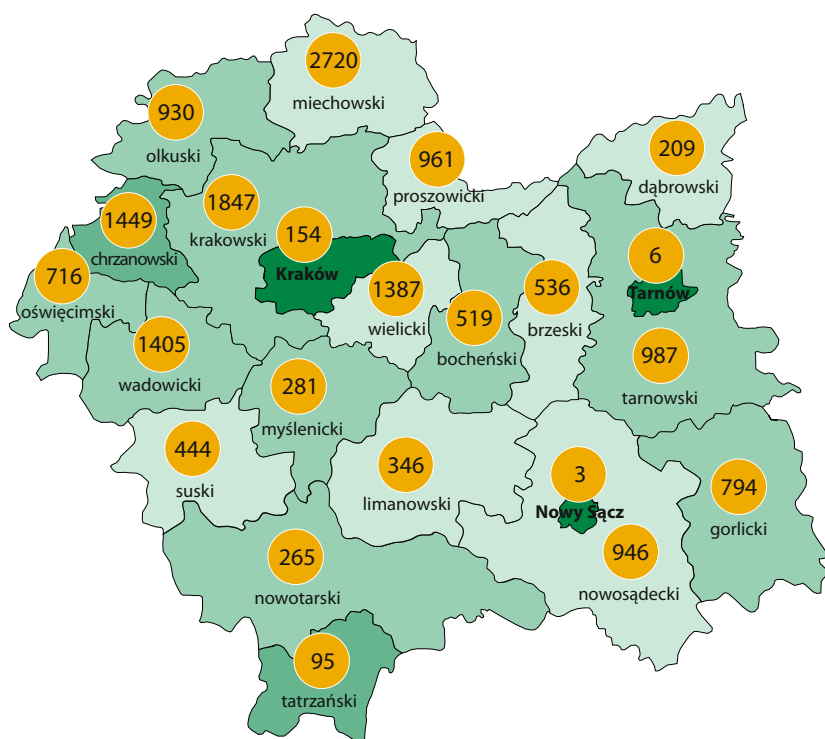 2720
miechowski
930
olkuski
961
proszowicki
209
dąbrowski
1449
chrzanowski
1847
krakowski
154
Kraków
6
Tarnów
716
oświęcimski
1387
wielicki
519
bocheński
536
brzeski
1405
wadowicki
281
myślenicki
987
tarnowski
444
suski
346
limanowski
3
Nowy Sącz
794
gorlicki
265
nowotarski
946
nowosądecki
95
tatrzański